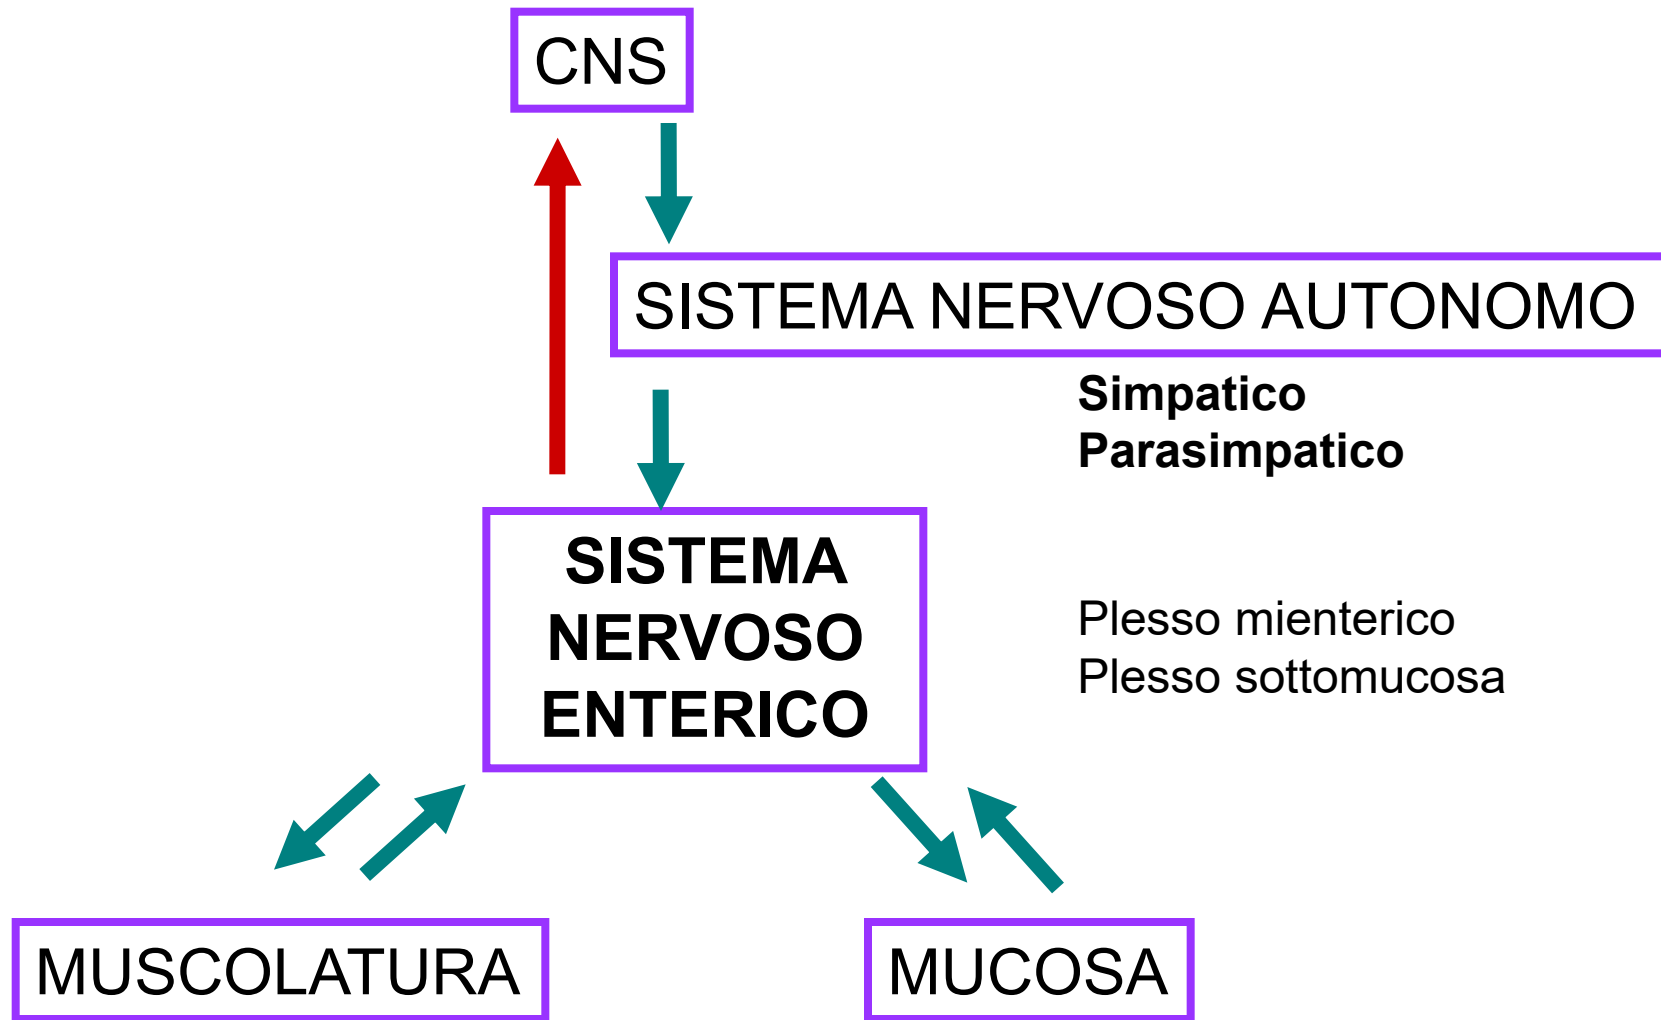 CNS
SISTEMA NERVOSO AUTONOMO
Simpatico
Parasimpatico
SISTEMA
NERVOSO
ENTERICO
Plesso mienterico
Plesso sottomucosa
MUSCOLATURA
MUCOSA